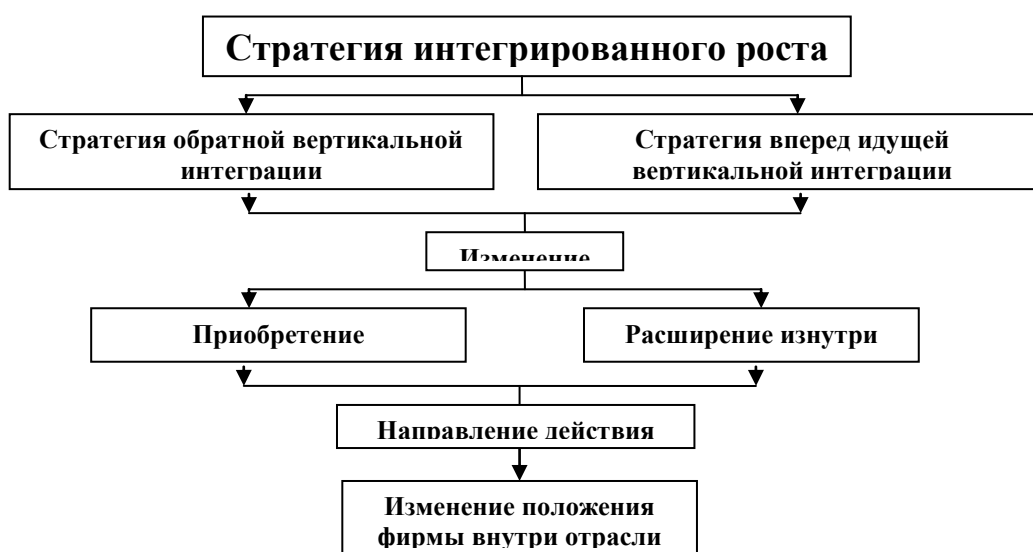 Стратегия интегрированного роста
Стратегия обратной вертикальной
интеграции
Стратегия вперед идущей
вертикальной интеграции
Изменение
Приобретение
Расширение изнутри
Направление действия
Изменение положения
фирмы внутри отрасли